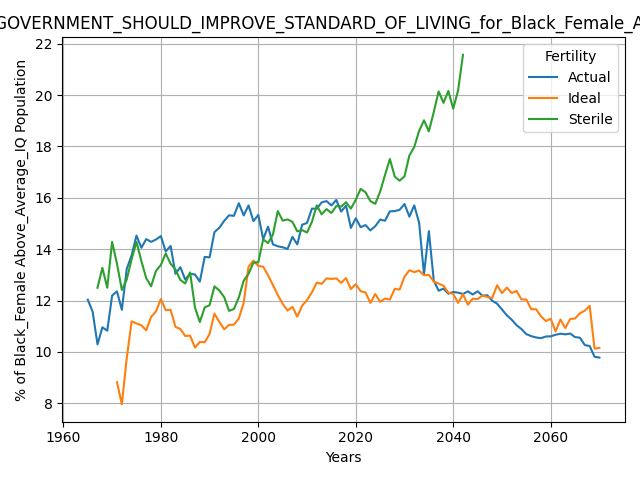 GOVERNMENT_SHOULD_IMPROVE_STANDARD_OF_LIVING_for_Black_Female_A
% of Black_Female Above_Average_IQ Population
22
20
18
16
14
12
10
8
Fertility
Actual
Ideal
Sterile
1960 1980 2000 2020 2040 2060
Years